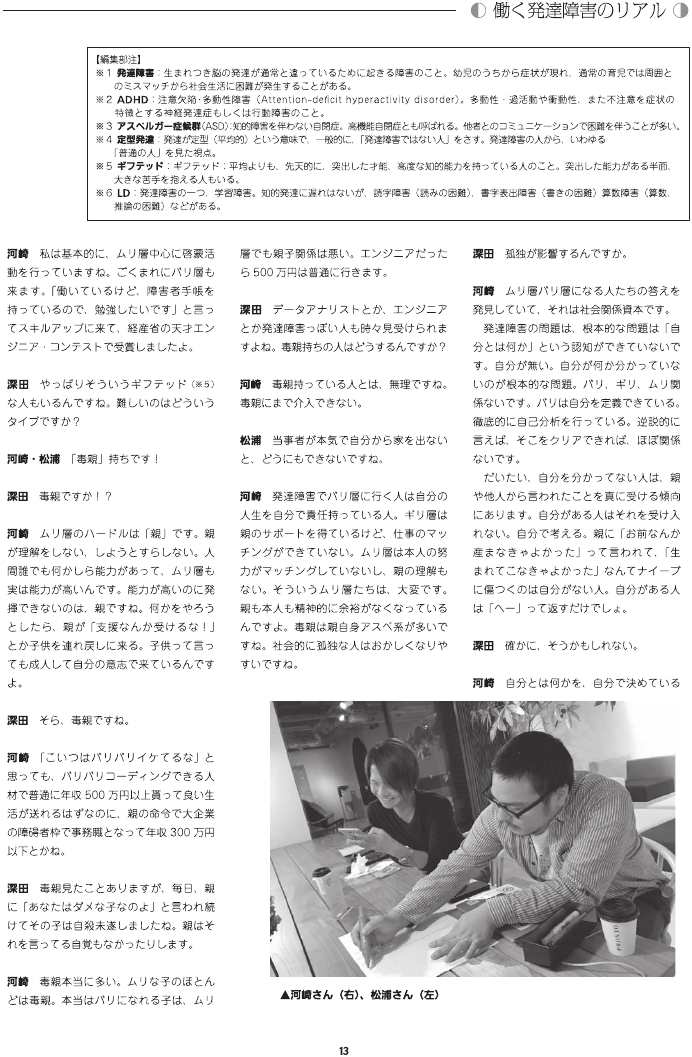 働く発達障害のリアル
【編集部注】
※1 発達障害：生まれつき脳の発達が通常と違っているために起きる障害のこと。幼児のうちから症状が現れ、通常の育児では周囲と
のミスマッチから社会生活に困難が発生することがある。
※2 ADHD：注意欠陥・多動性障害（Attention-deficit hyperactivity disorder）。多動性・過活動や衝動性、また不注意を症状の
特徴とする神経発達症もしくは行動障害のこと。
※3 アスペルガー症候群（ASD）：知的障害を伴わない自閉症。高機能自閉症とも呼ばれる。他者とのコミュニケーションで困難を伴うことが多い。
※4 定型発達：発達が定型（平均的）という意味で、一般的に、「発達障害ではない人」をさす。発達障害の人から、いわゆる
「普通の人」を見た視点。
※5 ギフテッド：ギフテッド：平均よりも、先天的に、突出した才能、高度な知的能力を持っている人のこと。突出した能力がある半面、
大きな苦手を抱える人もいる。
※6 LD：発達障害の一つ、学習障害。知的発達に遅れはないが、読字障害（読みの困難）、書字表出障害（書きの困難）算数障害（算数、
推論の困難）などがある。
河崎　私は基本的に、ムリ層中心に啓蒙活
動を行っていますね。ごくまれにバリ層も
来ます。「働いているけど、障害者手帳を
持っているので、勉強したいです」と言っ
てスキルアップに来て、経産省の天才エン
ジニア・コンテストで受賞しましたよ。
深田　やっぱりそういうギフテッド（※5）
な人もいるんですね。難しいのはどういう
タイプですか？
河崎・松浦　「毒親」持ちです！
深田　毒親ですか！？
河崎　ムリ層のハードルは「親」です。親
が理解をしない、しようとすらしない。人
間誰でも何かしら能力があって、ムリ層も
実は能力が高いんです。能力が高いのに発
揮できないのは、親ですね。何かをやろう
としたら、親が「支援なんか受けるな！」
とか子供を連れ戻しに来る。子供って言っ
ても成人して自分の意志で来ているんです
よ。
深田　そら、毒親ですね。
河崎　「こいつはバリバリイケてるな」と
思っても、バリバリコーディングできる人
材で普通に年収 500 万円以上貰って良い生
活が送れるはずなのに、親の命令で大企業
の障碍者枠で事務職となって年収 300 万円
以下とかね。
深田　毒親見たことありますが、毎日、親
に「あなたはダメな子なのよ」と言われ続
けてその子は自殺未遂しましたね。親はそ
れを言ってる自覚もなかったりします。
河崎　毒親本当に多い。ムリな子のほとん
どは毒親。本当はバリになれる子は、ムリ
層でも親子関係は悪い。エンジニアだった
ら 500 万円は普通に行きます。
深田　データアナリストとか、エンジニア
とか発達障害っぽい人も時々見受けられま
すよね。毒親持ちの人はどうするんですか？
河崎　毒親持っている人とは、無理ですね。
毒親にまで介入できない。
松浦　当事者が本気で自分から家を出ない
と、どうにもできないですね。
河崎　発達障害でバリ層に行く人は自分の
人生を自分で責任持っている人。ギリ層は
親のサポートを得ているけど、仕事のマッ
チングができていない。ムリ層は本人の努
力がマッチングしていないし、親の理解も
ない。そういうムリ層たちは、大変です。
親も本人も精神的に余裕がなくなっている
んですよ。毒親は親自身アスペ系が多いで
すね。社会的に孤独な人はおかしくなりや
すいですね。
深田　孤独が影響するんですか。
河崎　ムリ層バリ層になる人たちの答えを
発見していて、それは社会関係資本です。
発達障害の問題は、根本的な問題は「自
分とは何か」という認知ができていないで
す。自分が無い。自分が何か分かっていな
いのが根本的な問題。バリ、ギリ、ムリ関
係ないです。バリは自分を定義できている。
徹底的に自己分析を行っている。逆説的に
言えば、そこをクリアできれば、ほぼ関係
ないです。
だいたい、自分を分かってない人は、親
や他人から言われたことを真に受ける傾向
にあります。自分がある人はそれを受け入
れない。自分で考える。親に「お前なんか
産まなきゃよかった」って言われて、「生
まれてこなきゃよかった」なんてナイーブ
に傷つくのは自分がない人。自分がある人
は「へー」って返すだけでしょ。
深田　確かに、そうかもしれない。
河崎　自分とは何かを、自分で決めている
PRONTO
▲河崎さん（右）、松浦さん（左）
13